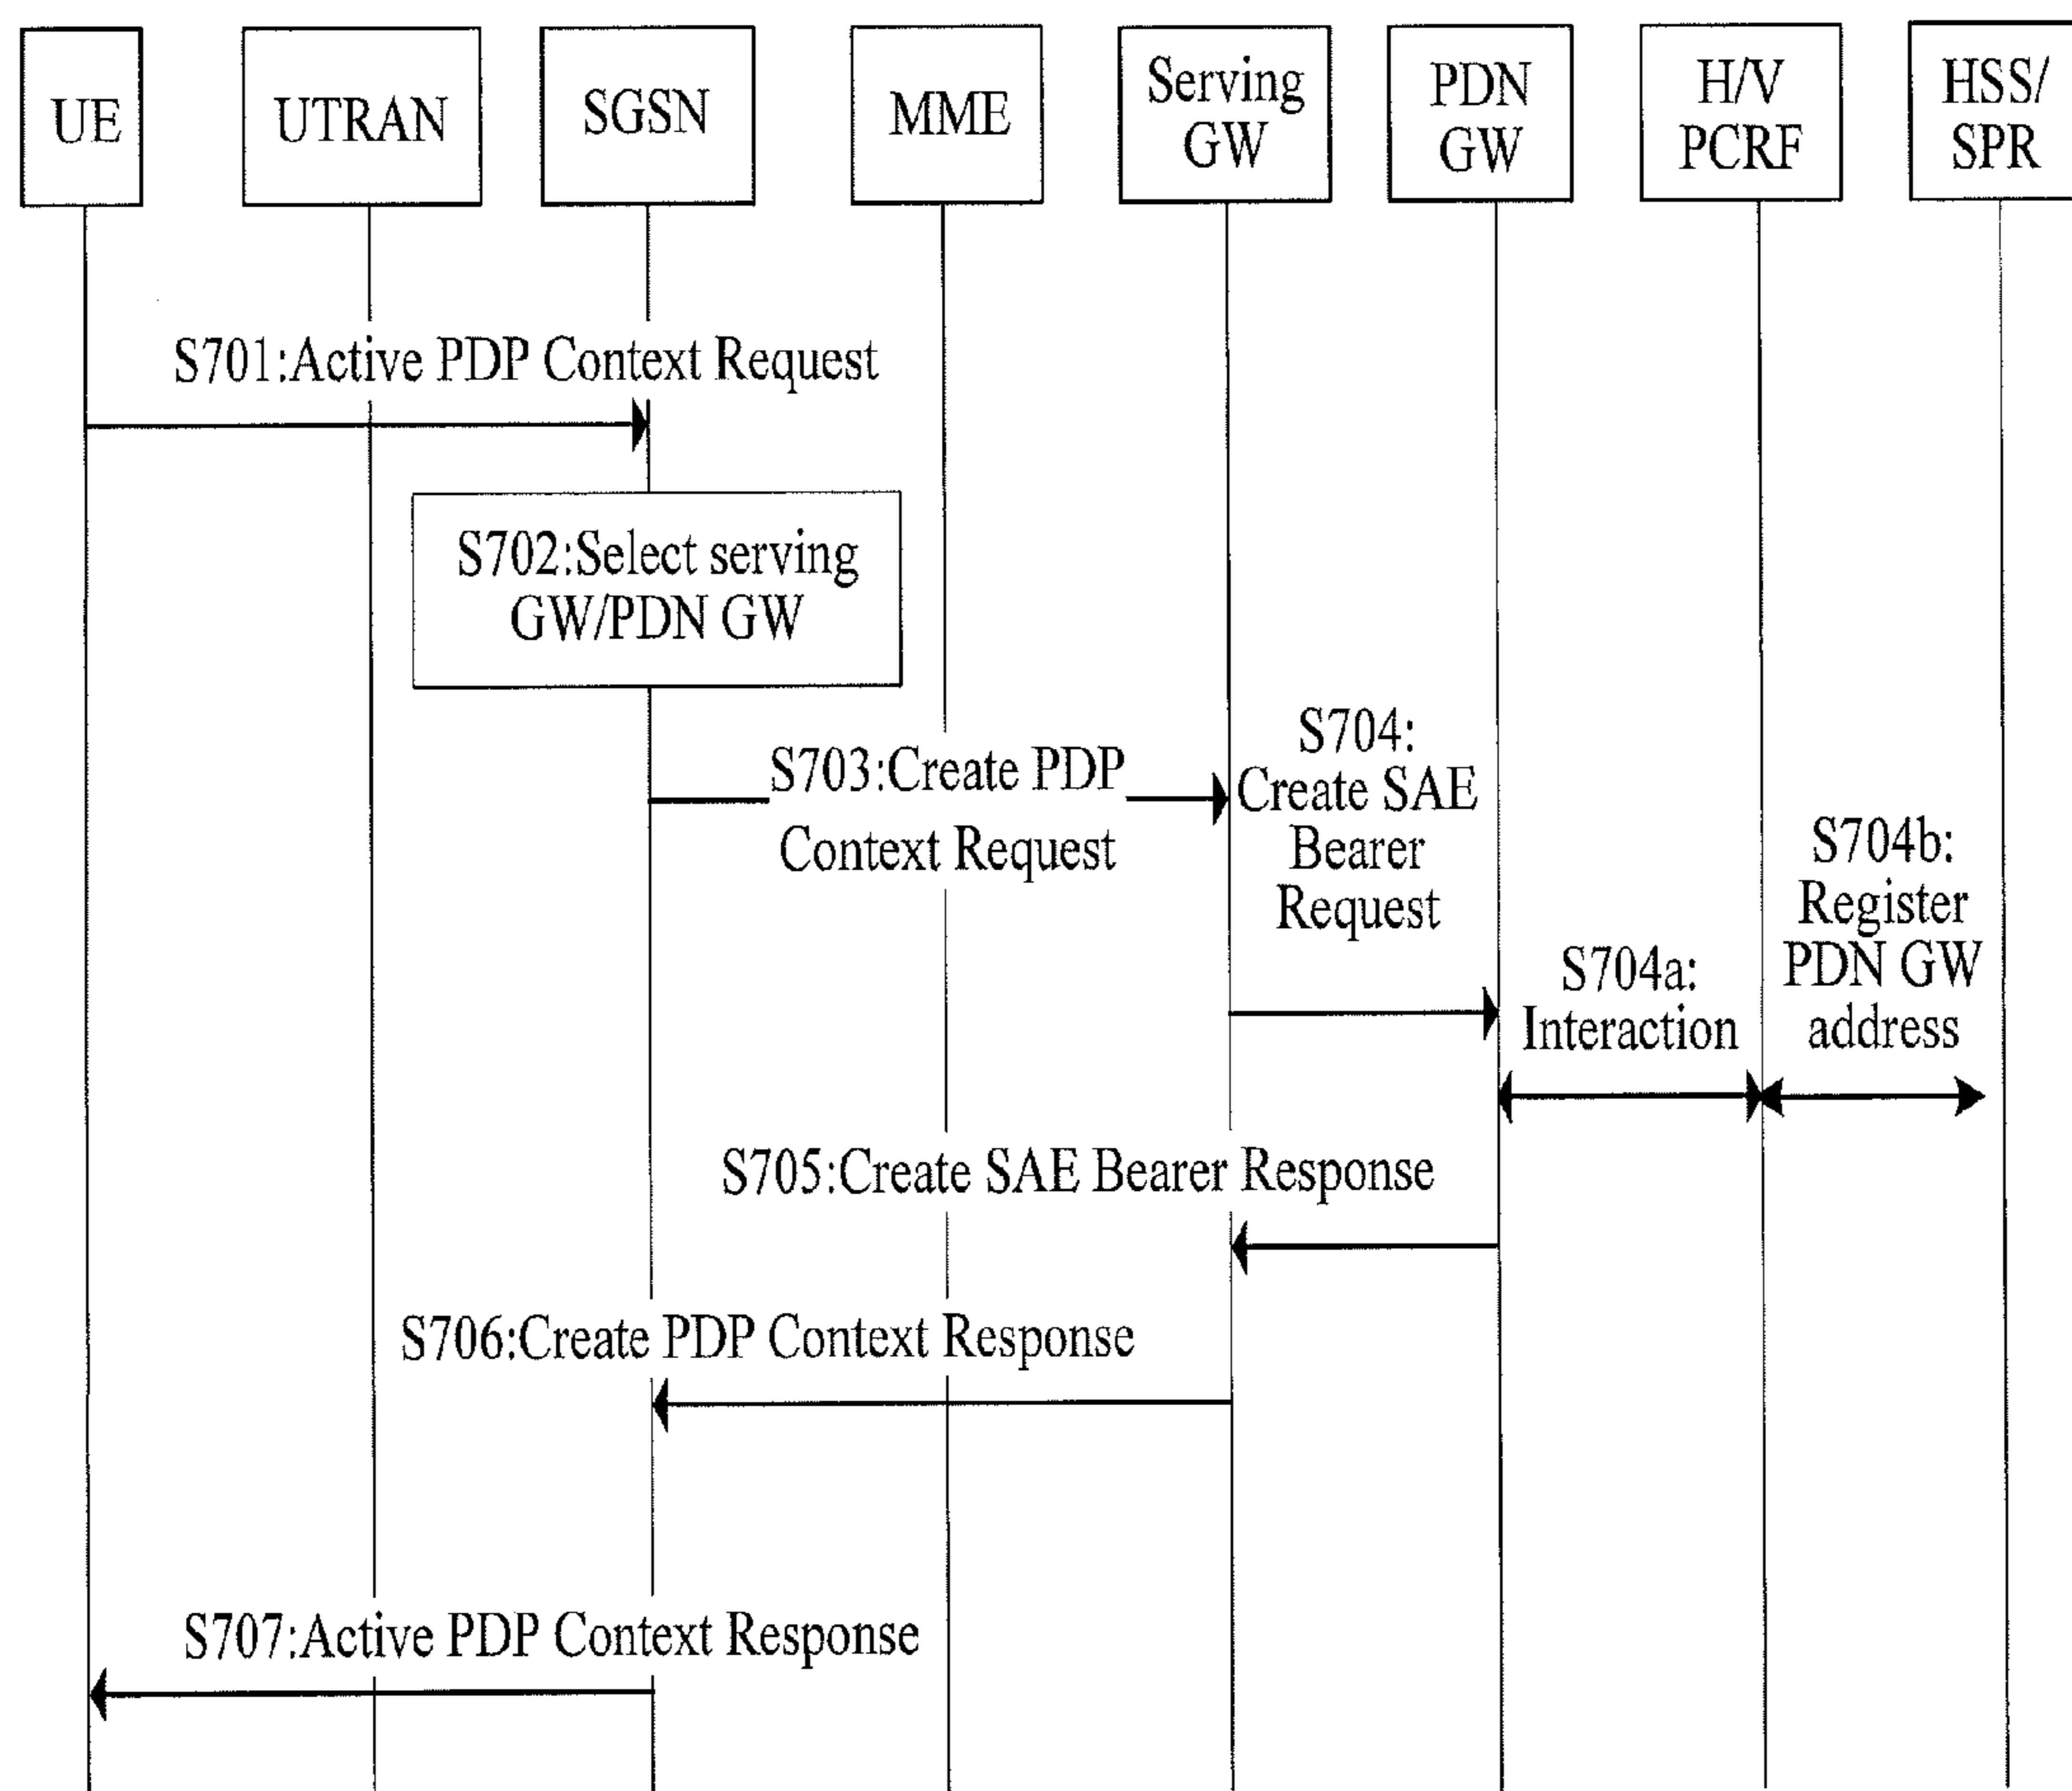 UE
UTRAN
SGSN
MME
Serving
GW
PDN
GW
H/V
PCRF
HSS/
SPR
S701:Active PDP Context Request
S702:Select serving
GW/PDN GW
S703:Create PDP
Context Request
S704:
Create SAE
Bearer
Request
S704a:
Interaction
S704b:
Register
PDN GW
address
S705:Create SAE Bearer Response
S706:Create PDP Context Response
S707:Active PDP Context Response